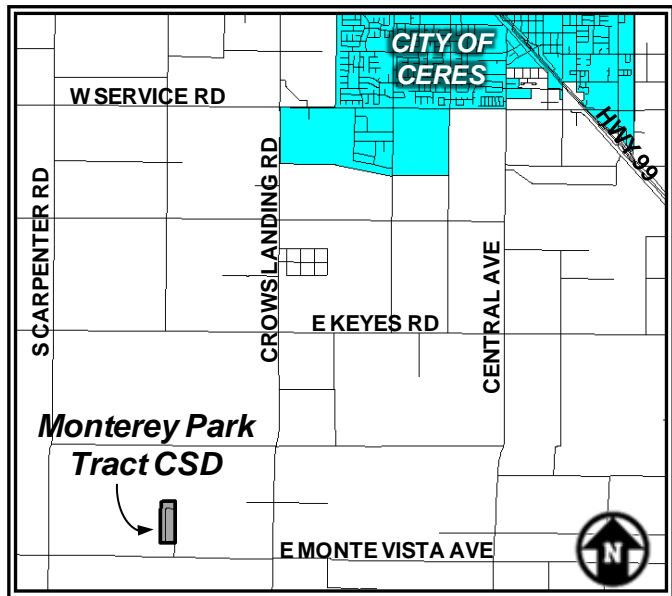 CITY OF
CERES
W SERVICE RD
HWY 99
S CARPENTER RD
CROWS LANDING RD
CENTRAL AVE
E KEYES RD
Monterey Park
Tract CSD
E MONTE VISTA AVE
N